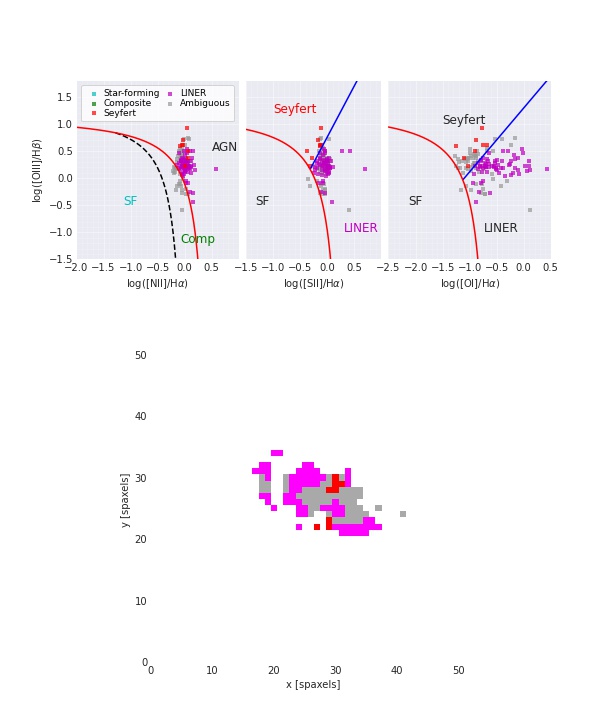 Star-forming
Composite
Seyfert
LINER
Ambiguous
AGN
SF
Comp
1.5
1.0
0.5
0.0
−0.5
−1.0
−1.5
log([OIII]/Hβ)
−2.0 −1.5 −1.0 −0.5 0.0 0.5
log([NII]/Hα)
Seyfert
SF
LINER
−1.0 −0.5 0.0 0.5
log([SII]/Hα)
Seyfert
SF
LINER
−2.5 −2.0 −1.5 −1.0 −0.5 0.0 0.5
log([OI]/Hα)
50
40
30
20
10
0
y [spaxels]
0 10 20 30 40 50
x [spaxels]